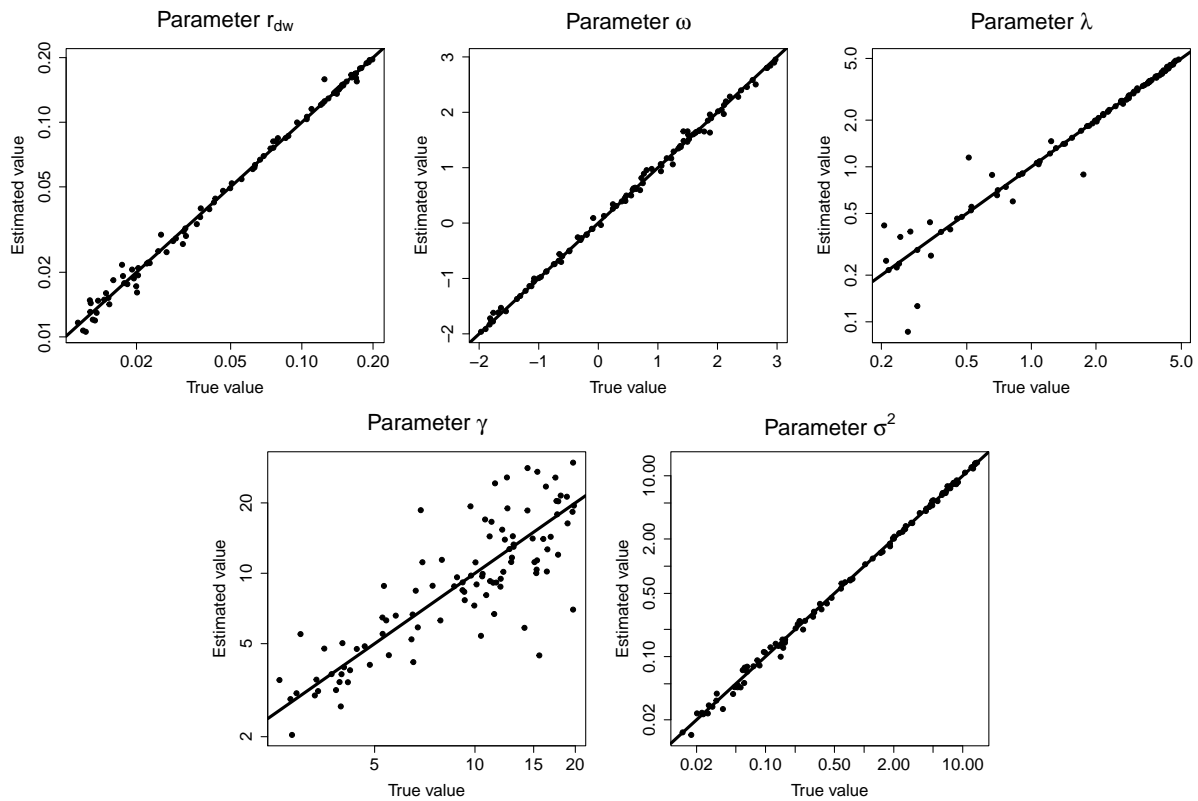 Parameter r_dw
Estimated value
0.01 0.02 0.05 0.10 0.20
0.02 0.05 0.10 0.20
True value
Parameter ω
Estimated value
−2 −1 0 1 2 3
−2 −1 0 1 2 3
True value
Parameter λ
Estimated value
0.1 0.2 0.5 1.0 2.0 5.0
0.2 0.5 1.0 2.0 5.0
True value
Parameter γ
Estimated value
2 5 10 20
5 10 15 20
True value
Parameter σ²
Estimated value
0.02 0.10 0.50 2.00 10.00
0.02 0.10 0.50 2.00 10.00
True value